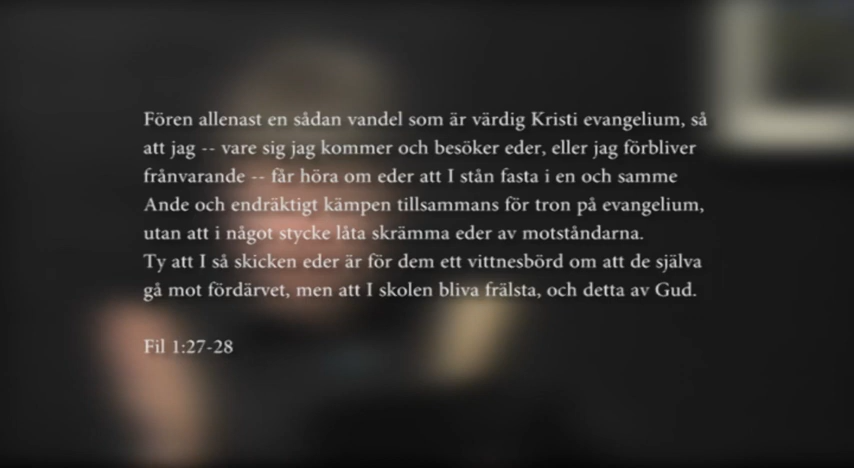 Fören allenast en sådan vandel som är värdig Kristi evangelium, så
att jag -- vare sig jag kommer och besöker eder, eller jag förbliver
frånvarande -- får höra om eder att I stån fasta i en och samme
Ande och endräktigt kämpen tillsammans för tron på evangelium,
utan att i något stycke låta skrämma eder av motståndarna.
Ty att I så skicken eder är för dem ett vittnesbörd om att de själva
gå mot fördärvet, men att I skolen bliva frälsta, och detta av Gud.
Fil 1:27-28